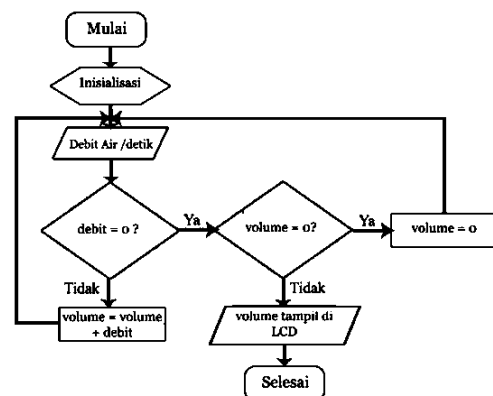 Mulai
Inisialisasi
Debit Air /detik
debit = 0 ?
Ya
volume = 0?
Ya
volume = 0
Tidak
Tidak
volume = volume
+ debit
volume tampil di
LCD
Selesai